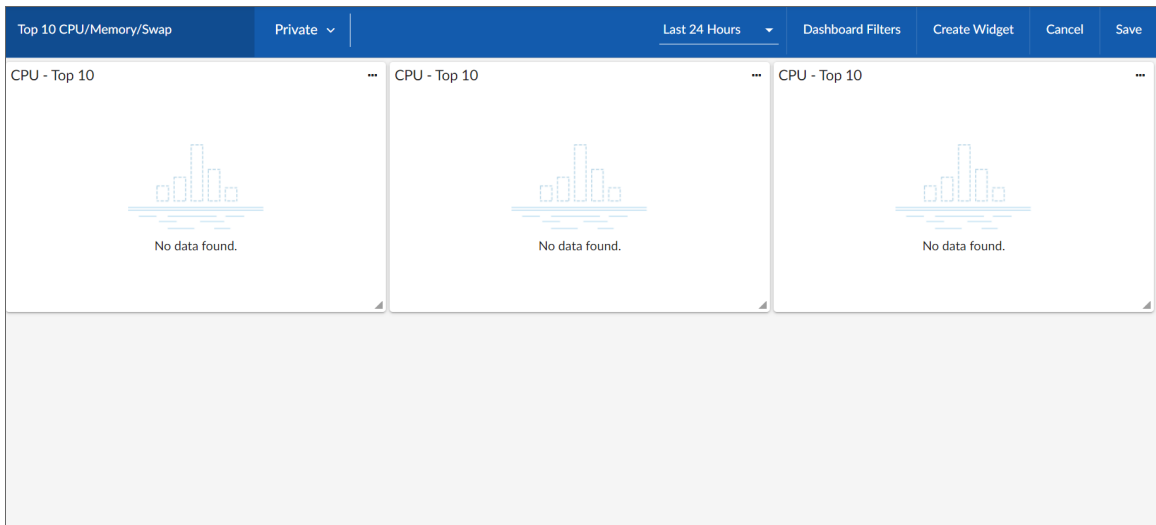 Top 10 CPU/Memory/Swap Private Last 24 Hours Dashboard Filters Create Widget Cancel Save
CPU - Top 10 CPU - Top 10 CPU - Top 10
No data found. No data found. No data found.